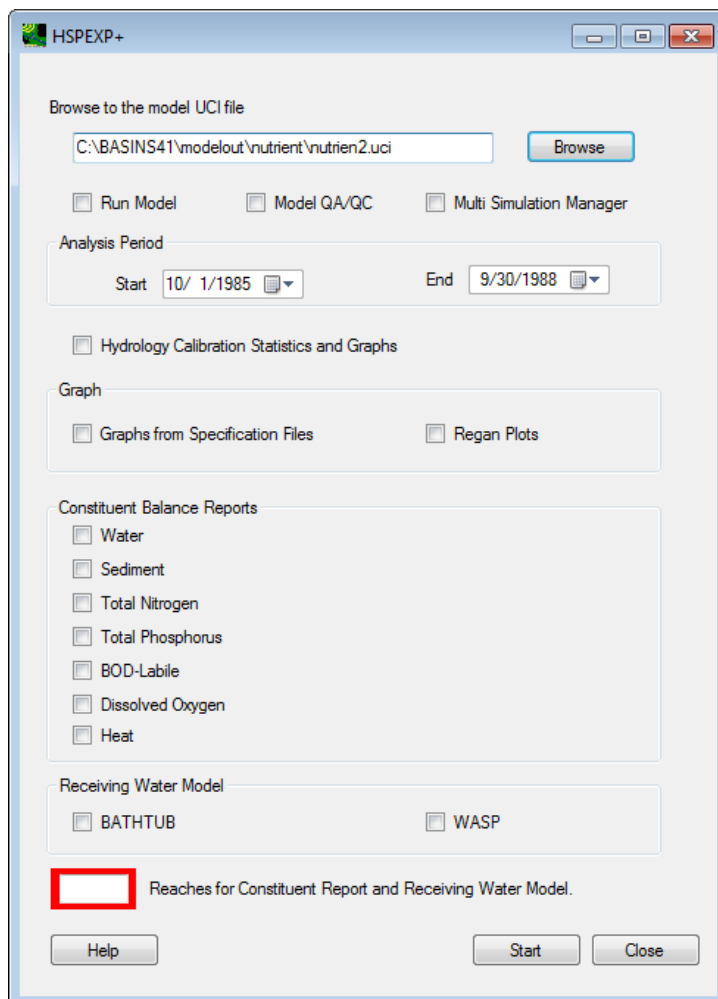 HSPEXP+
Browse to the model UCI file
C:\BASINS41\modelout\nutrient\nutrien2.uci Browse
Run Model Model QA/QC Multi Simulation Manager
Analysis Period
Start 10/ 1/1985 End 9/30/1988
Hydrology Calibration Statistics and Graphs
Graph
Graphs from Specification Files Regan Plots
Constituent Balance Reports
Water
Sediment
Total Nitrogen
Total Phosphorus
BOD-Labile
Dissolved Oxygen
Heat
Receiving Water Model
BATHTUB WASP
Reaches for Constituent Report and Receiving Water Model.
Help Start Close